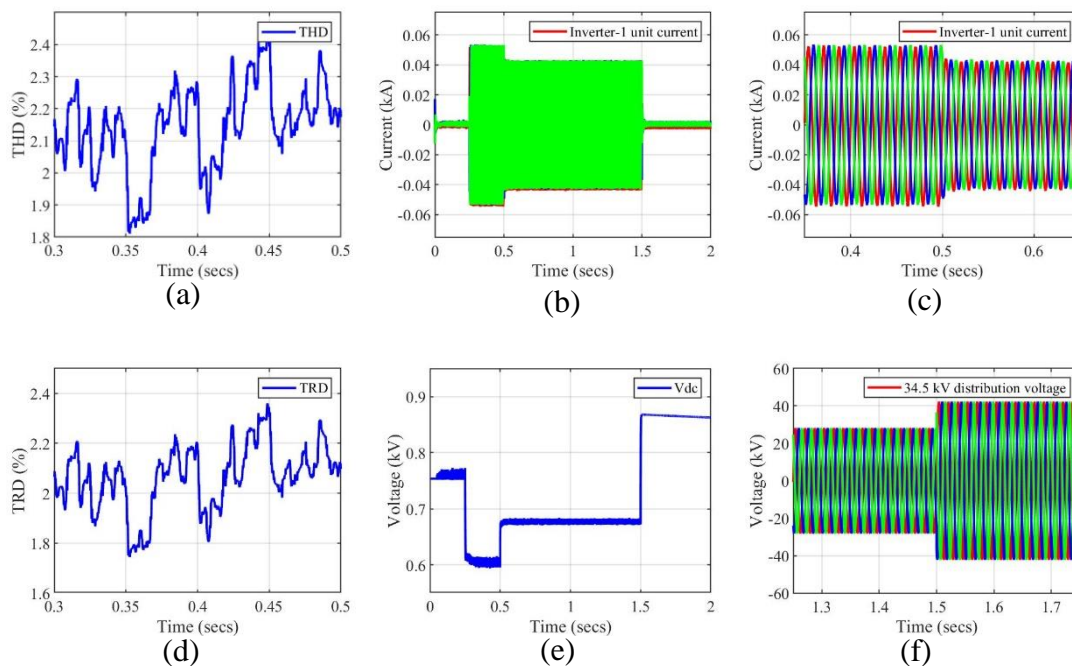 2.4
2.3
2.2
2.1
2
1.9
1.8
THD (%)
THD
0.3 0.35 0.4 0.45 0.5
Time (secs)
(a)
0.06
0.04
0.02
0
-0.02
-0.04
-0.06
Current (kA)
Inverter-1 unit current
0 0.5 1 1.5 2
Time (secs)
(b)
0.06
0.04
0.02
0
-0.02
-0.04
-0.06
Current (kA)
Inverter-1 unit current
0.4 0.5 0.6
Time (secs)
(c)
2.4
2.2
2
1.8
1.6
TRD (%)
TRD
0.3 0.35 0.4 0.45 0.5
Time (secs)
(d)
0.9
0.8
0.7
0.6
Voltage (kV)
Vdc
0 0.5 1 1.5 2
Time (secs)
(e)
60
40
20
0
-20
-40
-60
Voltage (kV)
34.5 kV distribution voltage
1.3 1.4 1.5 1.6 1.7
Time (secs)
(f)